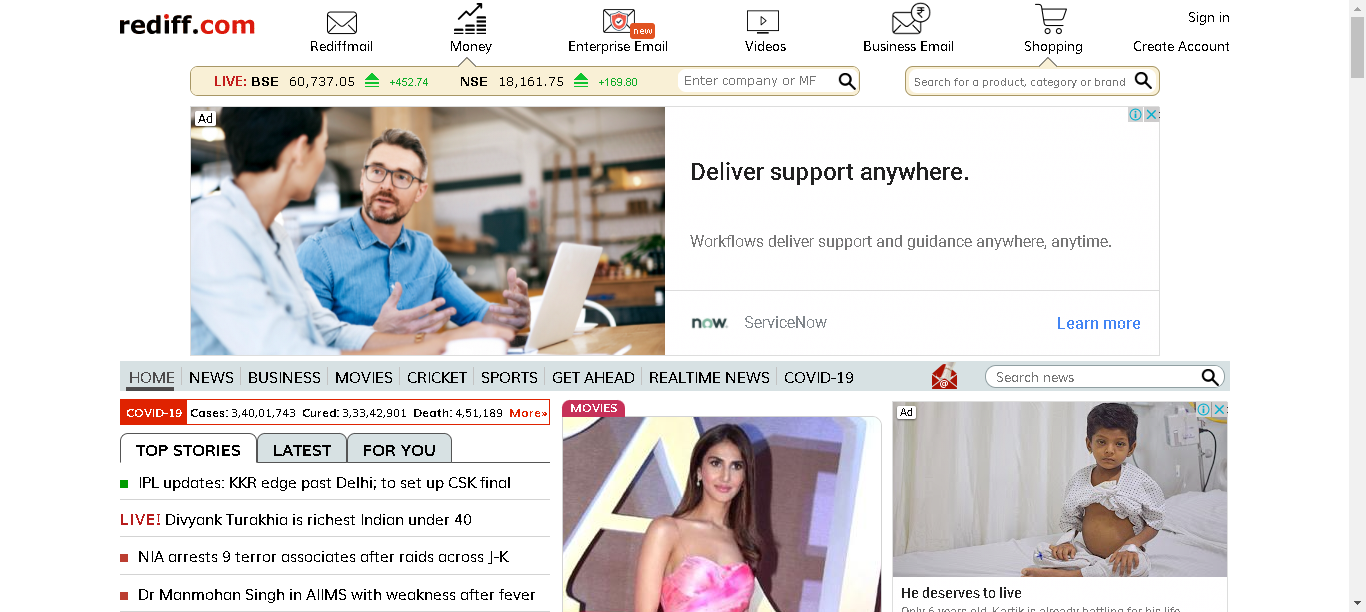 rediff.com
Rediffmail
Money
Enterprise Email
new
Videos
Business Email
Shopping
Sign in
Create Account
LIVE: BSE 60,737.05 +452.74 NSE 18,161.75 +169.80
Enter company or MF
Search for a product, category or brand
Ad
Deliver support anywhere.
Workflows deliver support and guidance anywhere, anytime.
now.
ServiceNow
Learn more
HOME NEWS BUSINESS MOVIES CRICKET SPORTS GET AHEAD REALTIME NEWS COVID-19
Search news
COVID-19 Cases: 3,40,01,743 Cured: 3,33,42,901 Death: 4,51,189 More»
TOP STORIES LATEST FOR YOU
IPL updates: KKR edge past Delhi; to set up CSK final
LIVE! Divyank Turakhia is richest Indian under 40
NIA arrests 9 terror associates after raids across J-K
Dr Manmohan Singh in AIIMS with weakness after fever
MOVIES
Ad
He deserves to live
Only 6 years old, Kartik is already battling for his life.